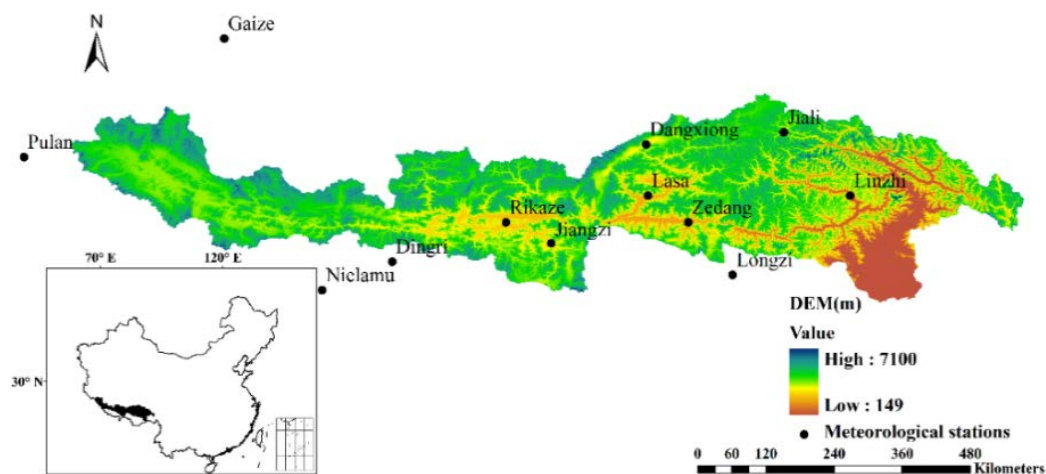 N
Gaize
Pulan
Dangxiong
Jiali
Lasa
Linzhi
Rikaze
Zedang
Jiangzi
Dingri
Longzi
Niclamu
70° E
120° E
30° N
DEM(m)
Value
High : 7100
Low : 149
Meteorological stations
0 60 120 240 360 480
Kilometers